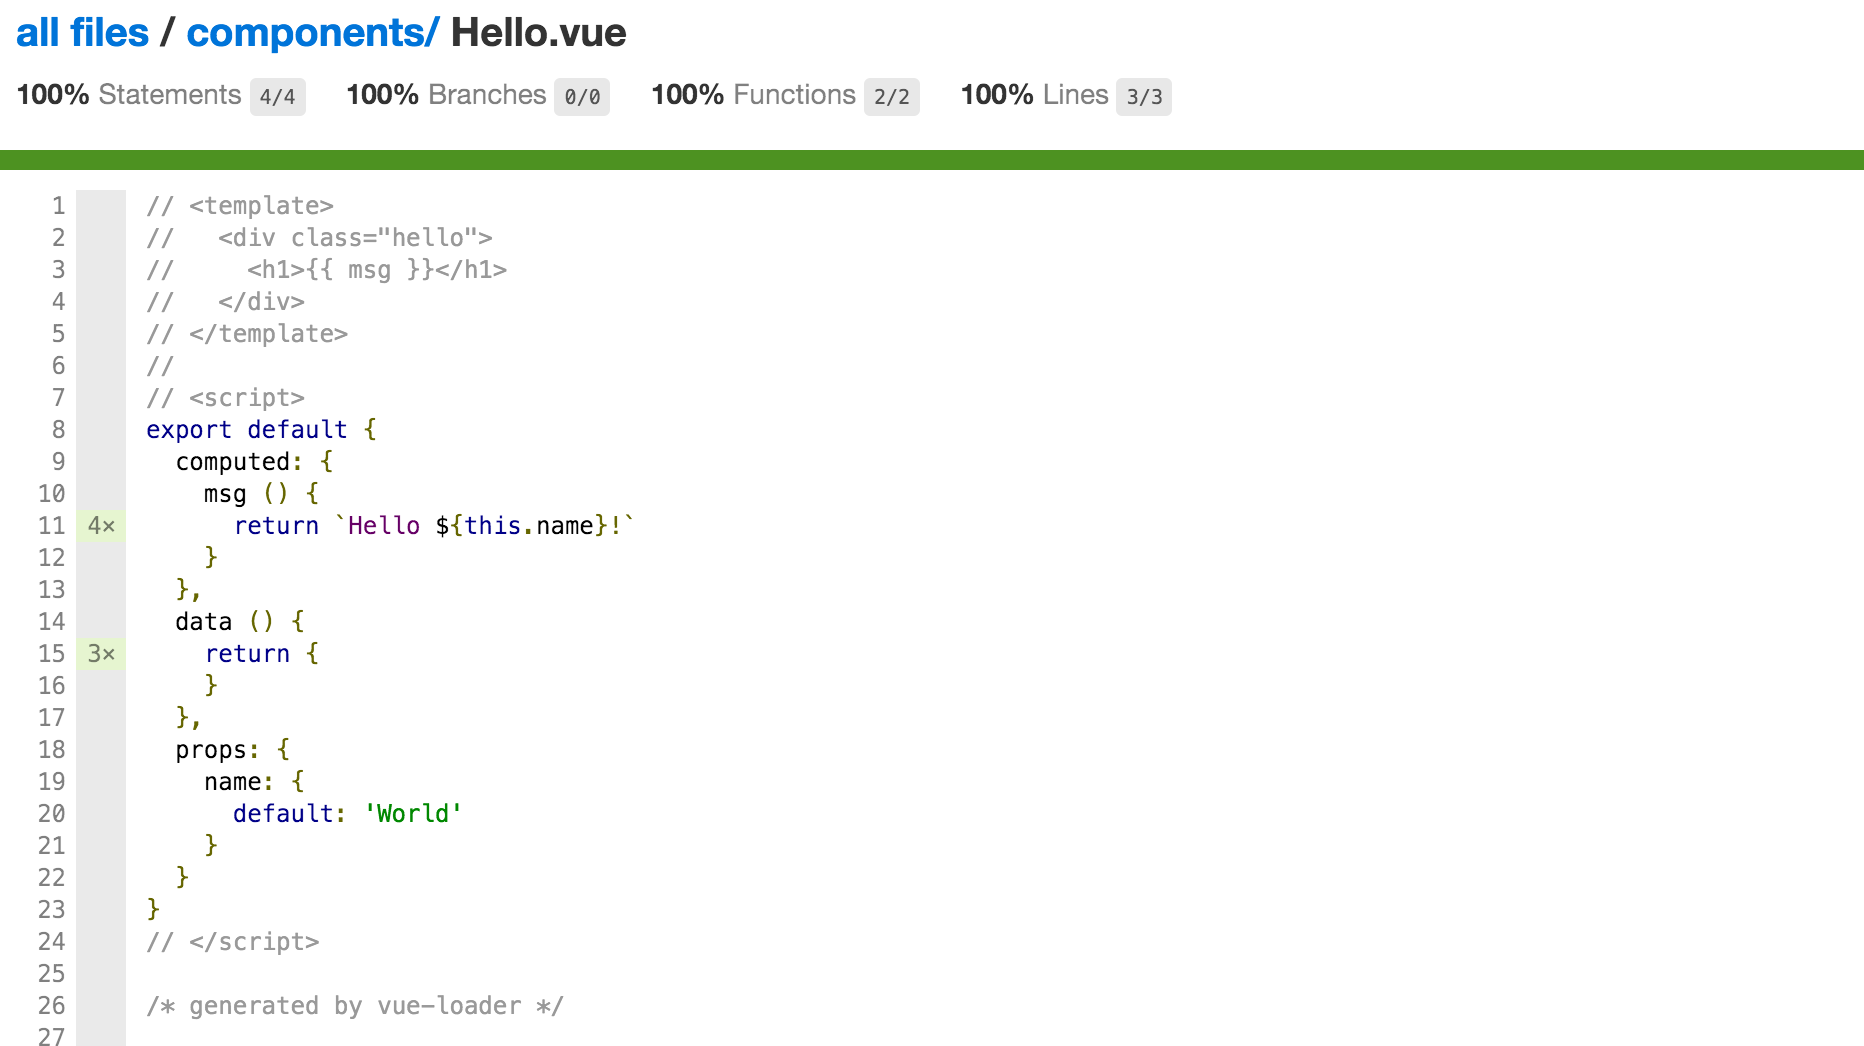 all files / components/ Hello.vue
100% Statements 4/4 100% Branches 0/0 100% Functions 2/2 100% Lines 3/3
1 // <template>
2 //   <div class="hello">
3 //     <h1>{{ msg }}</h1>
4 //   </div>
5 // </template>
6 //
7 // <script>
8 export default {
9   computed: {
10     msg () {
11 4× return `Hello ${this.name}!`
12     }
13   },
14   data () {
15 3× return {
16     }
17   },
18   props: {
19     name: {
20       default: 'World'
21     }
22   }
23 }
24 // </script>
25
26 /* generated by vue-loader */
27